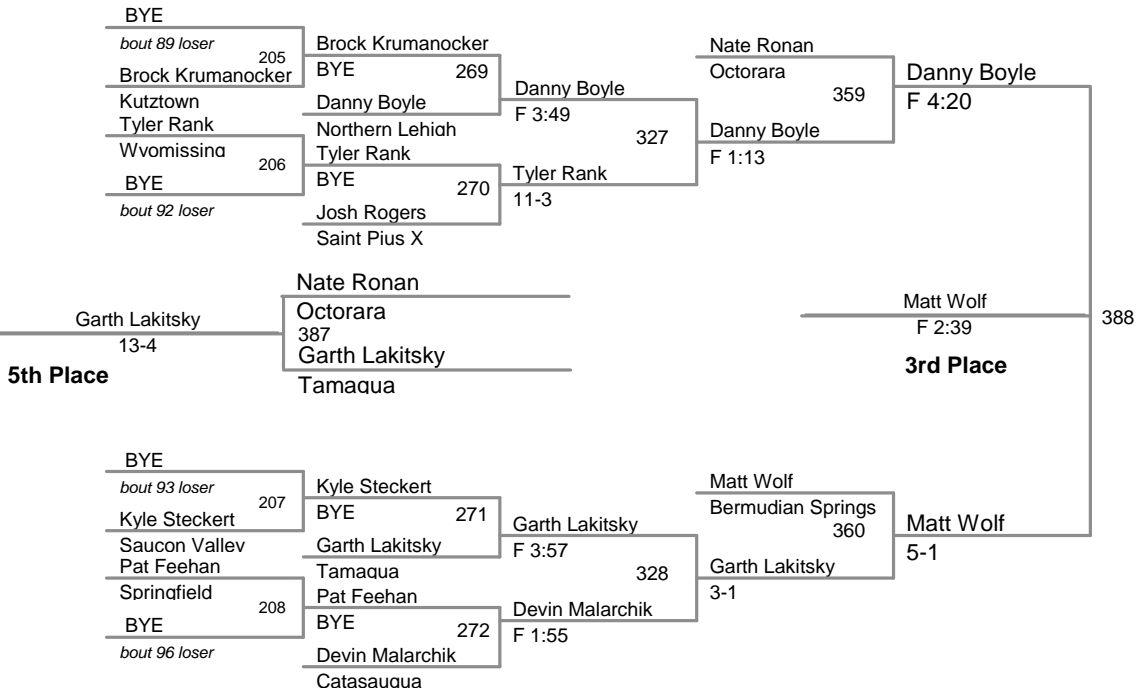 BYE
bout 89 loser
205
Brock Krumanocker
Kutztown
Tyler Rank
Wyomissing
206
BYE
bout 92 loser
Brock Krumanocker
BYE
269
Danny Boyle
Northern Lehigh
Tyler Rank
BYE
270
Josh Rogers
Saint Pius X
Danny Boyle
F 3:49
327
Tyler Rank
11-3
Nate Ronan
Octorara
359
Danny Boyle
F 1:13
Danny Boyle
F 4:20
Nate Ronan
Octorara
387
Garth Lakitsky
Tamaqua
Garth Lakitsky
13-4
5th Place
Matt Wolf
F 2:39
3rd Place
388
BYE
bout 93 loser
207
Kyle Steckert
Saucon Valley
Pat Feehan
Springfield
208
BYE
bout 96 loser
Kyle Steckert
BYE
271
Garth Lakitsky
Tamaqua
Pat Feehan
BYE
272
Devin Malarchik
Catasauqua
Garth Lakitsky
F 3:57
328
Devin Malarchik
F 1:55
Matt Wolf
Bermudian Springs
360
Garth Lakitsky
3-1
Matt Wolf
5-1